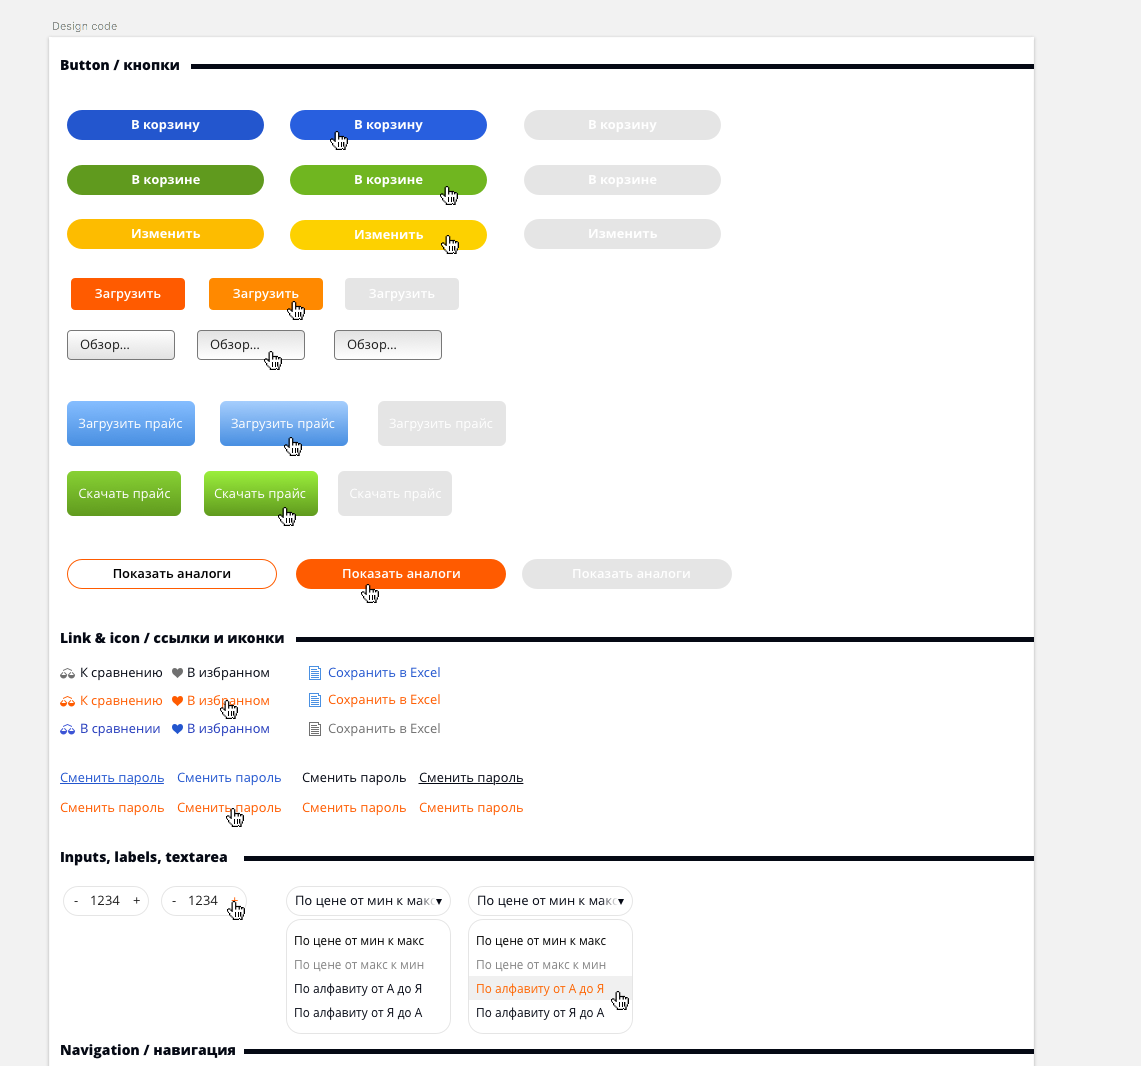 Design code
Button / кнопки
В корзину В корзину В корзину
В корзине В корзине В корзине
Изменить Изменить Изменить
Загрузить Загрузить Загрузить
Обзор... Обзор... Обзор...
Загрузить прайс Загрузить прайс Загрузить прайс
Скачать прайс Скачать прайс Скачать прайс
Показать аналоги Показать аналоги Показать аналоги
Link & icon / ссылки и иконки
К сравнению В избранном Сохранить в Excel
К сравнению В избранном Сохранить в Excel
В сравнении В избранном Сохранить в Excel
Сменить пароль Сменить пароль Сменить пароль Сменить пароль
Сменить пароль Сменить пароль Сменить пароль Сменить пароль
Inputs, labels, textarea
- 1234 + - 1234 + По цене от мин к макс По цене от мин к макс
По цене от мин к макс По цене от мин к макс
По цене от макс к мин По цене от макс к мин
По алфавиту от А до Я По алфавиту от А до Я
По алфавиту от Я до А По алфавиту от Я до А
Navigation / навигация